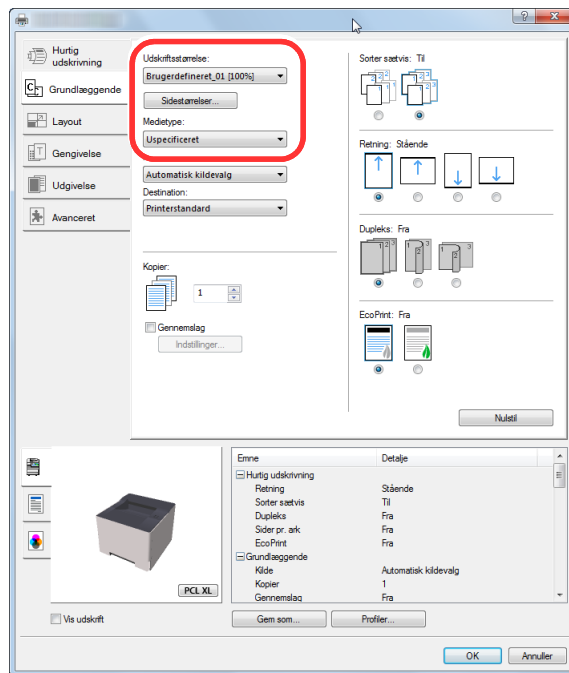 Hurtig
udskrivning
Grundlæggende
Layout
Gengivelse
Udgivelse
Avanceret
Udskriftsstørrelse:
Brugerdefineret_01 [100%]
Sidestørrelser...
Medietype:
Uspecificeret
Automatisk kildevalg
Destination:
Printerstandard
Kopier:
1
Gennemslag
Indstillinger...
Sorter sætvis: Til
Retning: Stående
Dupleks: Fra
EcoPrint: Fra
Nulstil
Emne Detalje
Hurtig udskrivning
Retning Stående
Sorter sætvis Til
Dupleks Fra
Sider pr. ark Fra
EcoPrint Fra
Grundlæggende
Kilde Automatisk kildevalg
Kopier 1
Gennemslag Fra
PCL XL
Vis udskrift
Gem som...
Profiler...
OK
Annuller